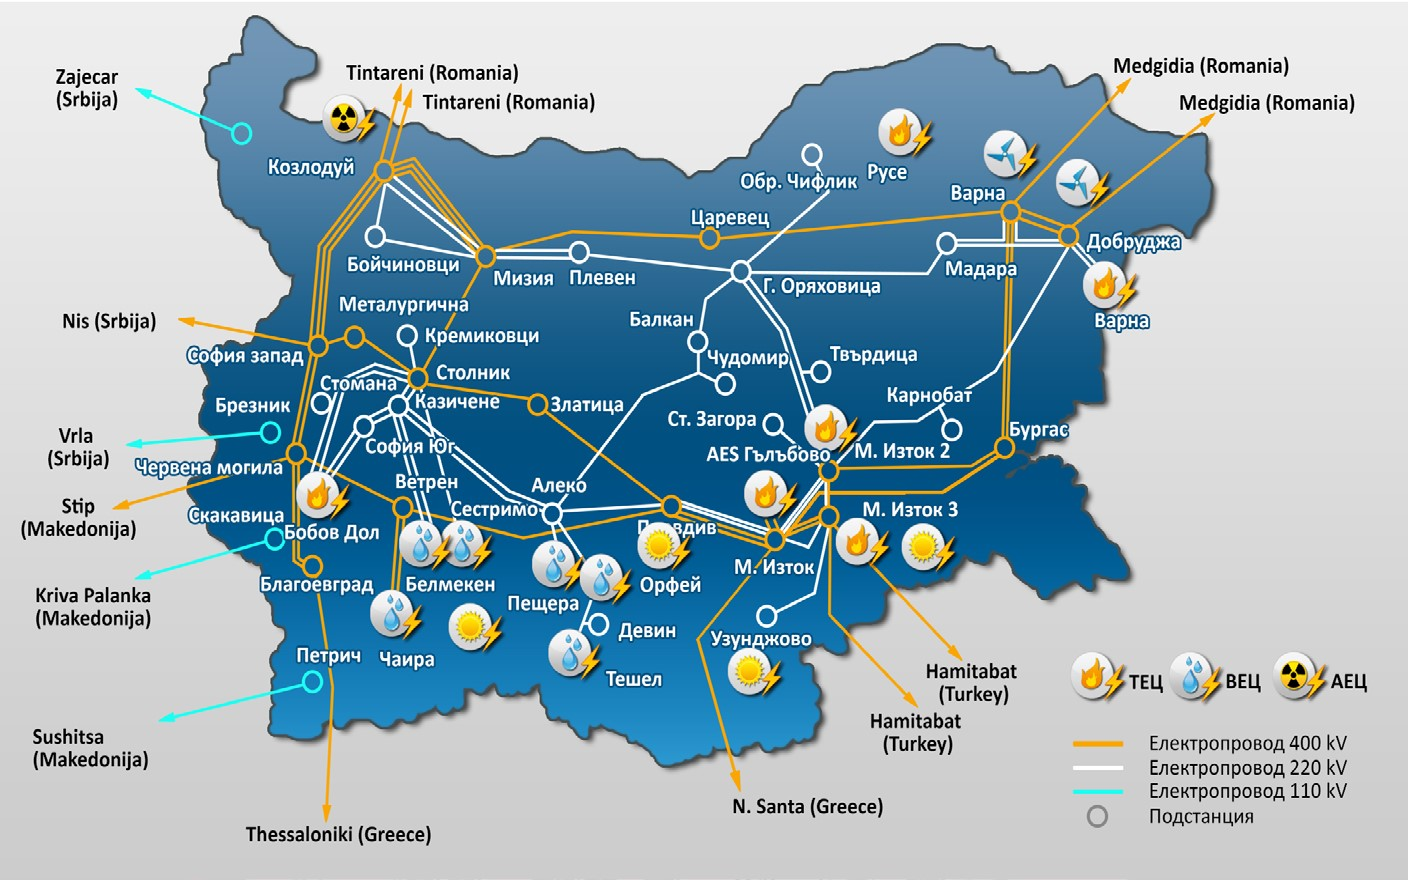 Zajecar
(Srbija)
Tintareni (Romania)
Tintareni (Romania)
Medgidia (Romania)
Medgidia (Romania)
Козлодуй
Обр. Чифлик
Русе
Варна
Царевец
Добруджа
Бойчиновци
Мизия
Плевен
Г. Оряховица
Мадара
Варна
Металургична
Nis (Srbija)
Кремиковци
Балкан
София запад
Чудомир
Твърдица
Столник
Стомана
Казичене
Брезник
Златица
Карнобат
Ст. Загора
Бургас
Vrla
(Srbija)
София Юг
AES Гълъбово
М. Изток 2
Червена могила
Ветрен
Алеко
Stip
(Makedonija)
Скакавица
Сестримо
М. Изток 3
Бобов Дол
Пловдив
М. Изток
Благоевград
Белмекен
Орфей
Kriva Palanka
(Makedonija)
Пещера
Девин
Узунджово
Петрич
Чаира
Тешел
Hamitabat
(Turkey)
Hamitabat
(Turkey)
Sushitsa
(Makedonija)
N. Santa (Greece)
Thessaloniki (Greece)
ТЕЦ
ВЕЦ
АЕЦ
Електропровод 400 kV
Електропровод 220 kV
Електропровод 110 kV
Подстанция